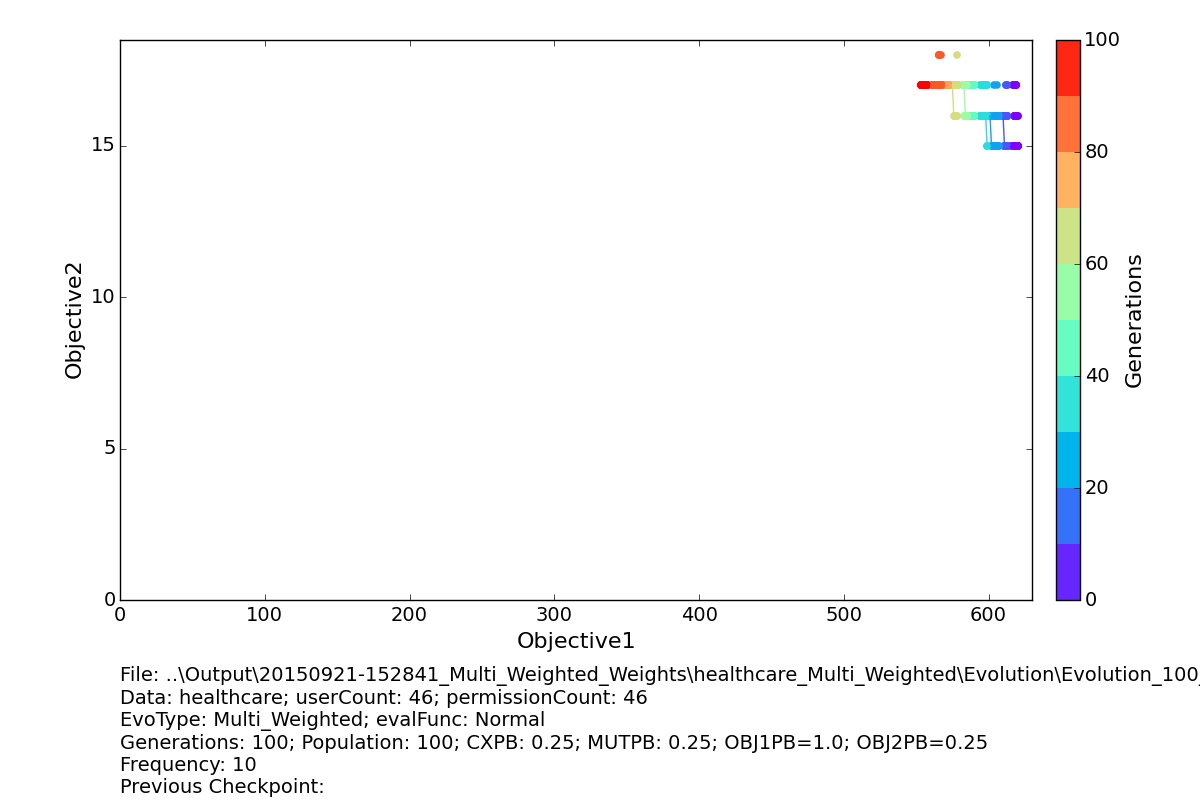 Objective2
15
10
5
0
0 100 200 300 400 500 600
Objective1
100
80
60
40
20
0
Generations
File: ..\Output\20150921-152841_Multi_Weighted_Weights\healthcare_Multi_Weighted\Evolution\Evolution_100_
Data: healthcare; userCount: 46; permissionCount: 46
EvoType: Multi_Weighted; evalFunc: Normal
Generations: 100; Population: 100; CXPB: 0.25; MUTPB: 0.25; OBJ1PB=1.0; OBJ2PB=0.25
Frequency: 10
Previous Checkpoint: